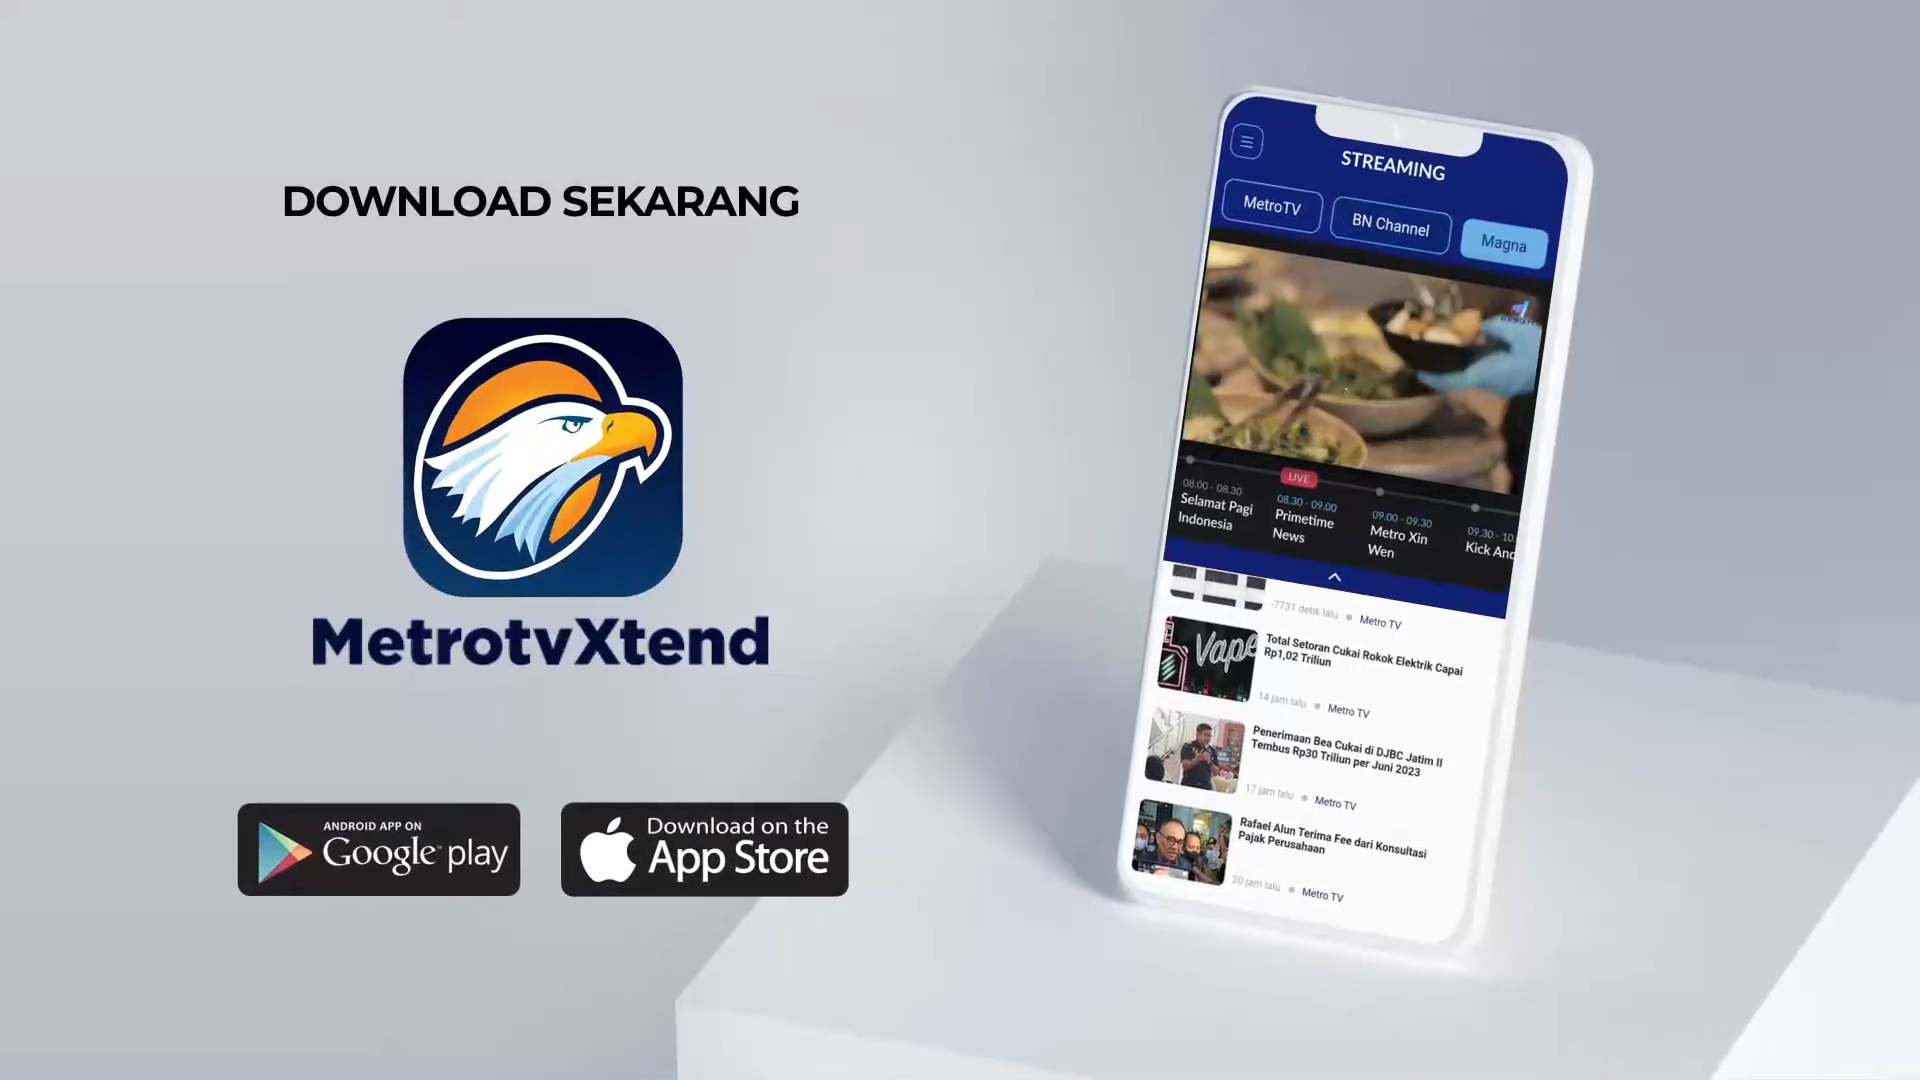 DOWNLOAD SEKARANG
MetrotvXtend
ANDROID APP ON
Google play
Download on the
App Store
STREAMING
MetroTV
BN Channel
Magna
LIVE
08.00 - 08.30
Selamat Pagi
Indonesia
08.30 - 09.00
Primetime
News
09.00 - 09.30
Metro Xin
Wen
09.30 - 10.
Kick And
-7731 detik lalu
Metro TV
Vape
Total Setoran Cukai Rokok Elektrik Capai
Rp1,02 Triliun
14 jam lalu
Metro TV
Penerimaan Bea Cukai di DJBC Jatim II
Tembus Rp30 Triliun per Juni 2023
17 jam lalu
Metro TV
Rafael Alun Terima Fee dari Konsultasi
Pajak Perusahaan
20 jam lalu
Metro TV